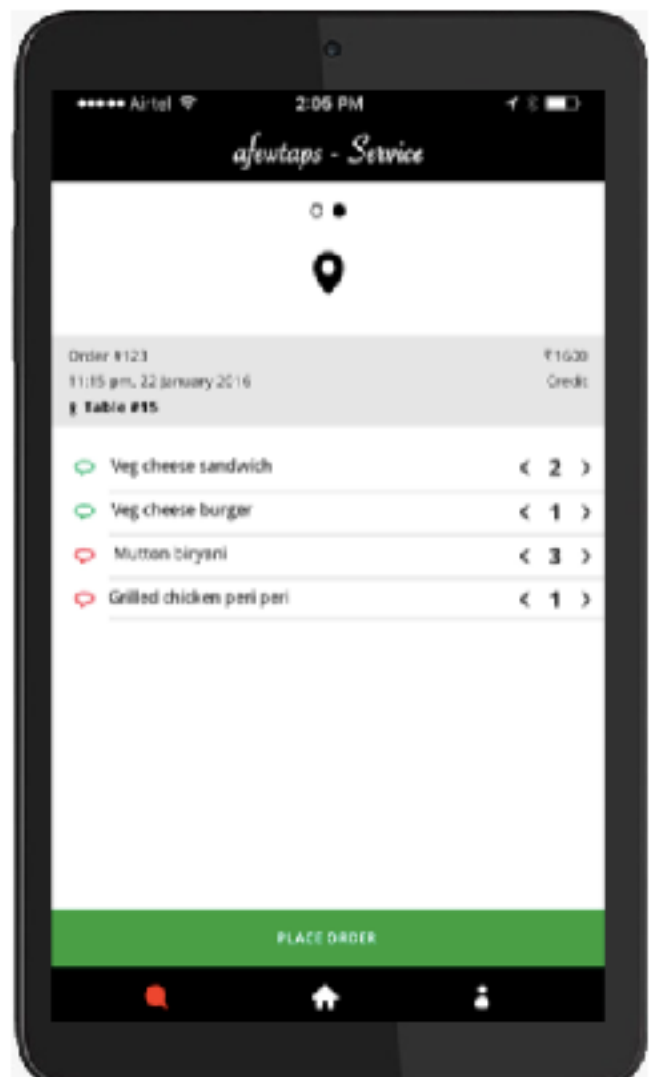 Airtel 2:05 PM
afewtaps - Service
Order #123 ₹1600
11:15 pm, 22 January 2016 Credit
Table #15
Veg cheese sandwich < 2 >
Veg cheese burger < 1 >
Mutton biryani < 3 >
Grilled chicken peri peri < 1 >
PLACE ORDER